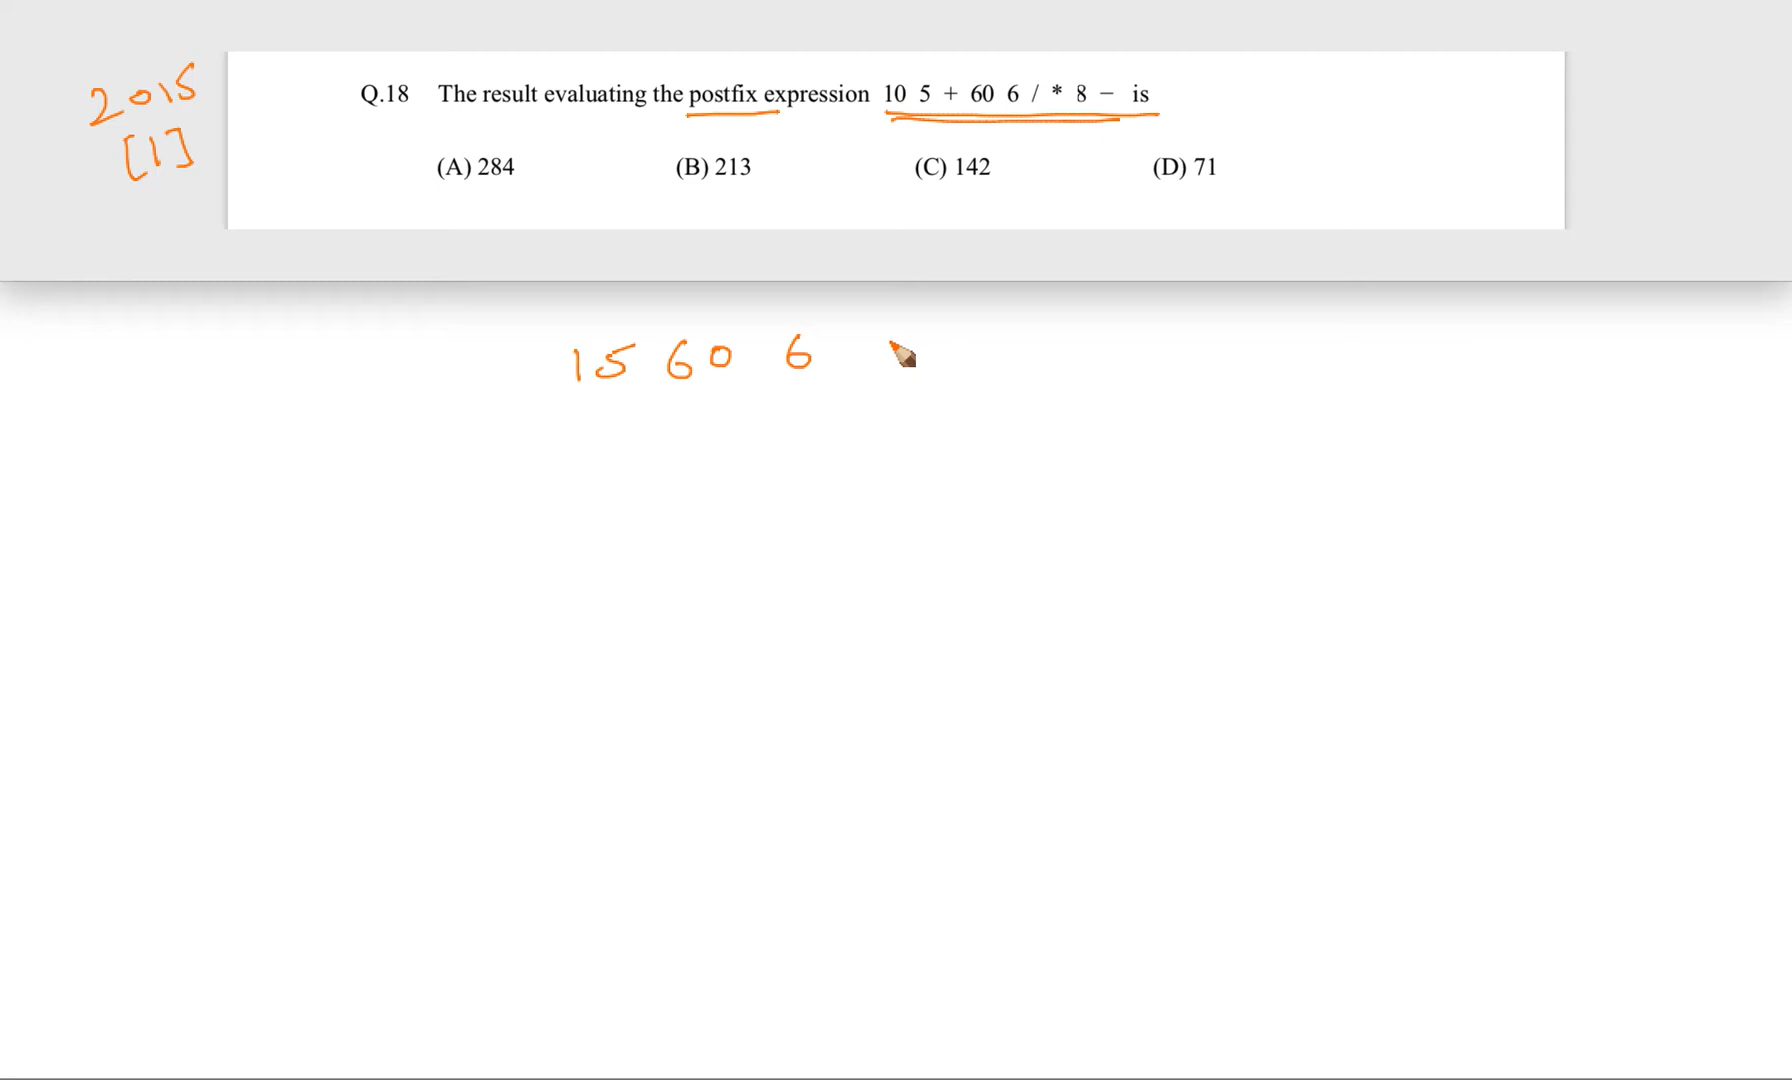 2015
[1]
Q.18 The result evaluating the postfix expression 10 5 + 60 6 / * 8 − is
(A) 284 (B) 213 (C) 142 (D) 71
15 60 6